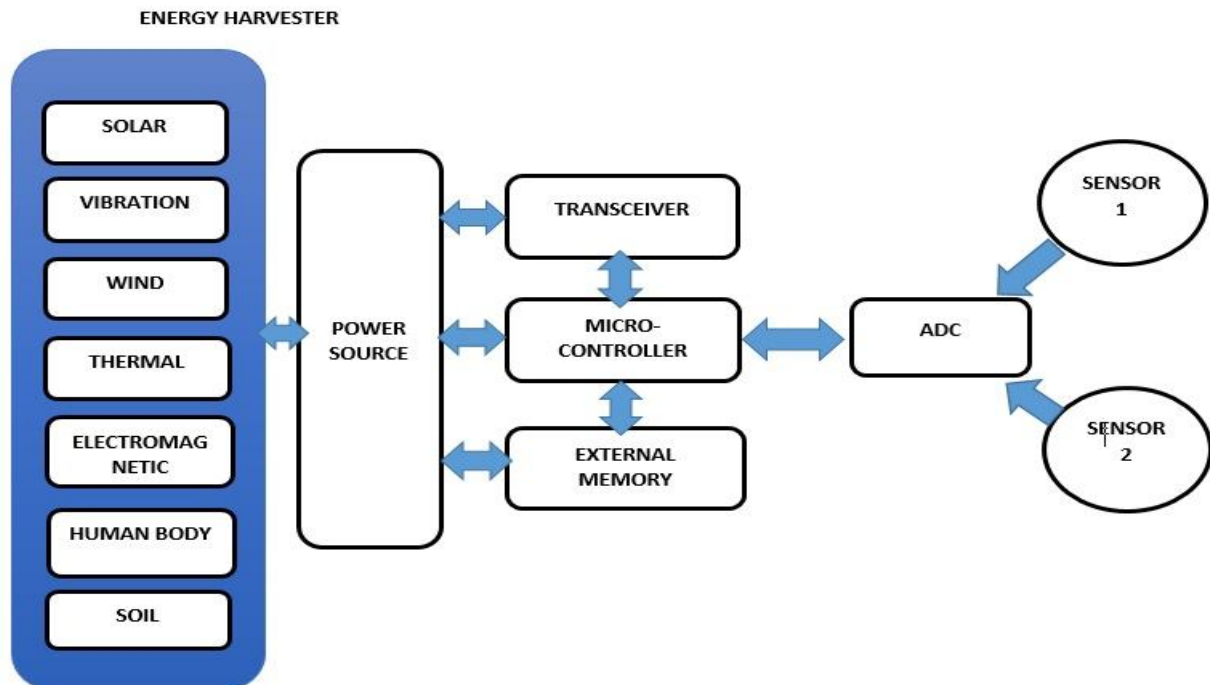 ENERGY HARVESTER
SOLAR
VIBRATION
WIND
THERMAL
ELECTROMAG
NETIC
HUMAN BODY
SOIL
POWER
SOURCE
TRANSCEIVER
MICRO-
CONTROLLER
EXTERNAL
MEMORY
ADC
SENSOR
1
SENSOR
2